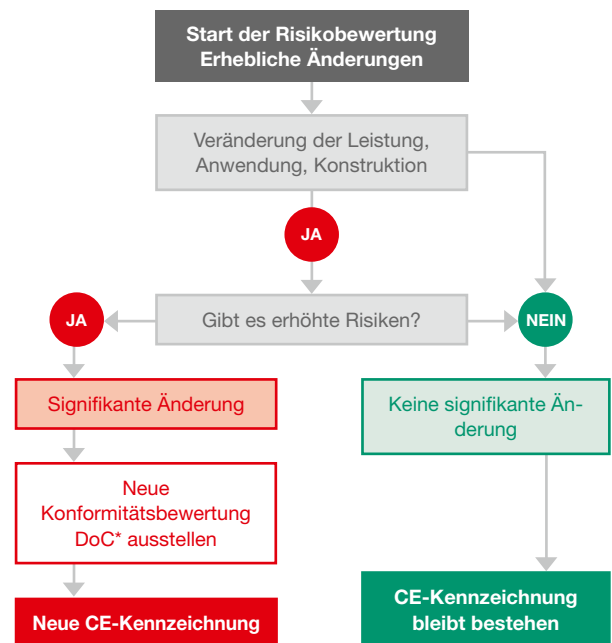 Start der Risikobewertung
Erhebliche Änderungen
Veränderung der Leistung,
Anwendung, Konstruktion
JA
JA
Gibt es erhöhte Risiken?
NEIN
Signifikante Änderung
Keine signifikante Än-
derung
Neue
Konformitätsbewertung
DoC* ausstellen
Neue CE-Kennzeichnung
CE-Kennzeichnung
bleibt bestehen